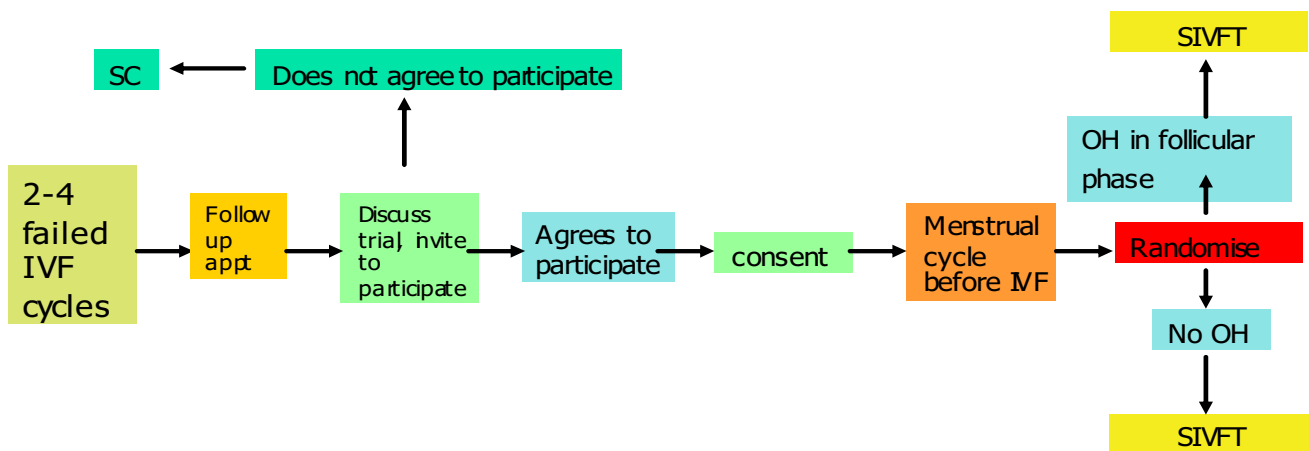 SIVFT
SC
Does not agree to participate
OH in follicular
phase
2-4
failed
IVF
cycles
Follow
up
appt
Discuss
trial, invite
to
participate
Agrees to
participate
consent
Menstrual
cycle
before IVF
Randomise
No OH
SIVFT